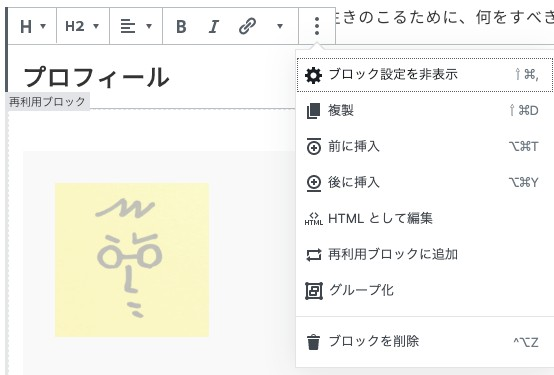 H H2 B I 生きのこるために、何をすべき
プロフィール
再利用ブロック
ブロック設定を非表示 ⇧⌘,
複製 ⇧⌘D
前に挿入 ⌥⌘T
後に挿入 ⌥⌘Y
HTML HTML として編集
再利用ブロックに追加
グループ化
ブロックを削除 ^⌥Z